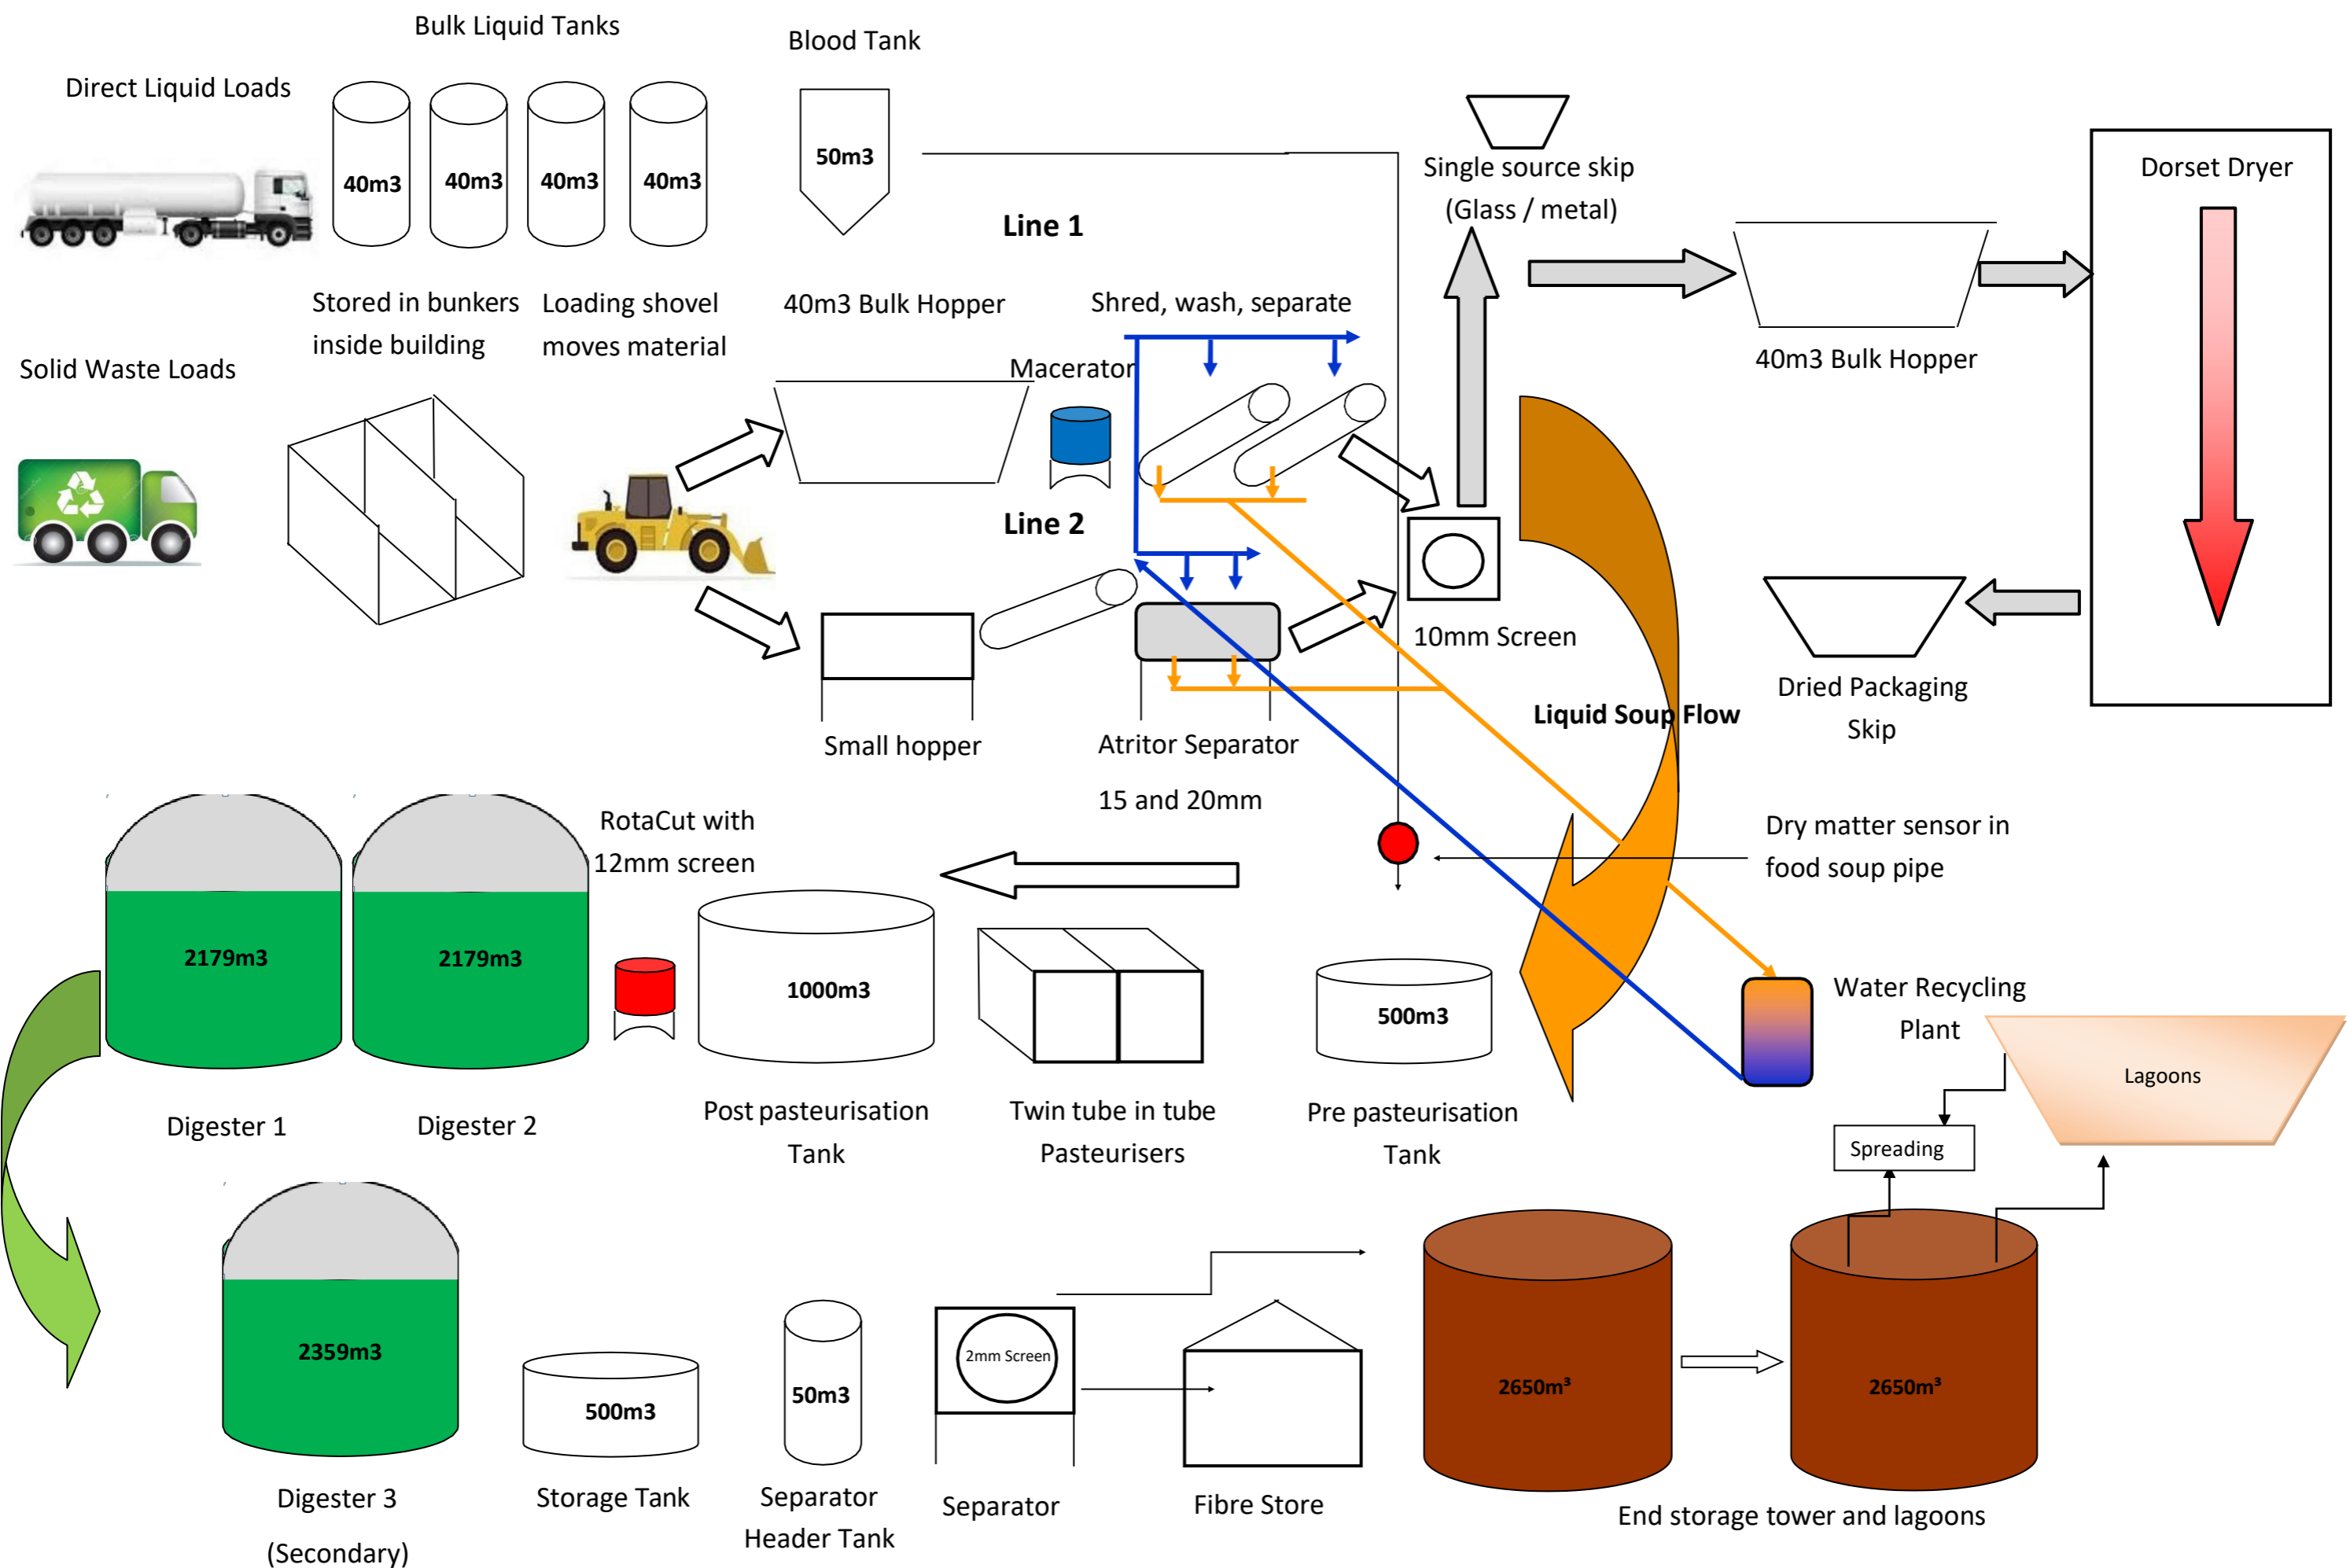 Bulk Liquid Tanks
Blood Tank
Direct Liquid Loads
40m3
40m3
40m3
40m3
50m3
Single source skip
(Glass / metal)
Dorset Dryer
Line 1
Stored in bunkers
inside building
Loading shovel
moves material
40m3 Bulk Hopper
Shred, wash, separate
40m3 Bulk Hopper
Solid Waste Loads
Macerator
Line 2
10mm Screen
Small hopper
Atritor Separator
15 and 20mm
Liquid Soup Flow
Dried Packaging
Skip
RotaCut with
12mm screen
Dry matter sensor in
food soup pipe
2179m3
2179m3
1000m3
500m3
Water Recycling
Plant
Lagoons
Digester 1
Digester 2
Post pasteurisation
Tank
Twin tube in tube
Pasteurisers
Pre pasteurisation
Tank
Spreading
2359m3
500m3
50m3
2mm Screen
2650m³
2650m³
Digester 3
(Secondary)
Storage Tank
Separator
Header Tank
Separator
Fibre Store
End storage tower and lagoons